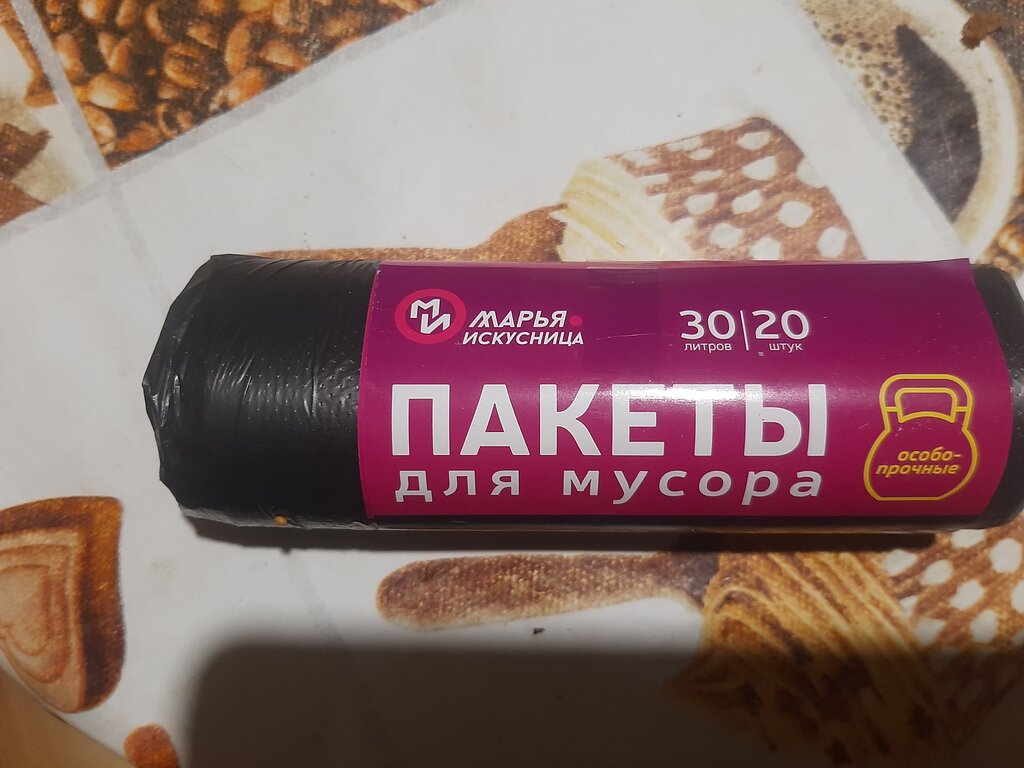 МИ
МАРЬЯ
ИСКУСНИЦА
30|20
литров штук
ПАКЕТЫ
для мусора
особо-
прочные